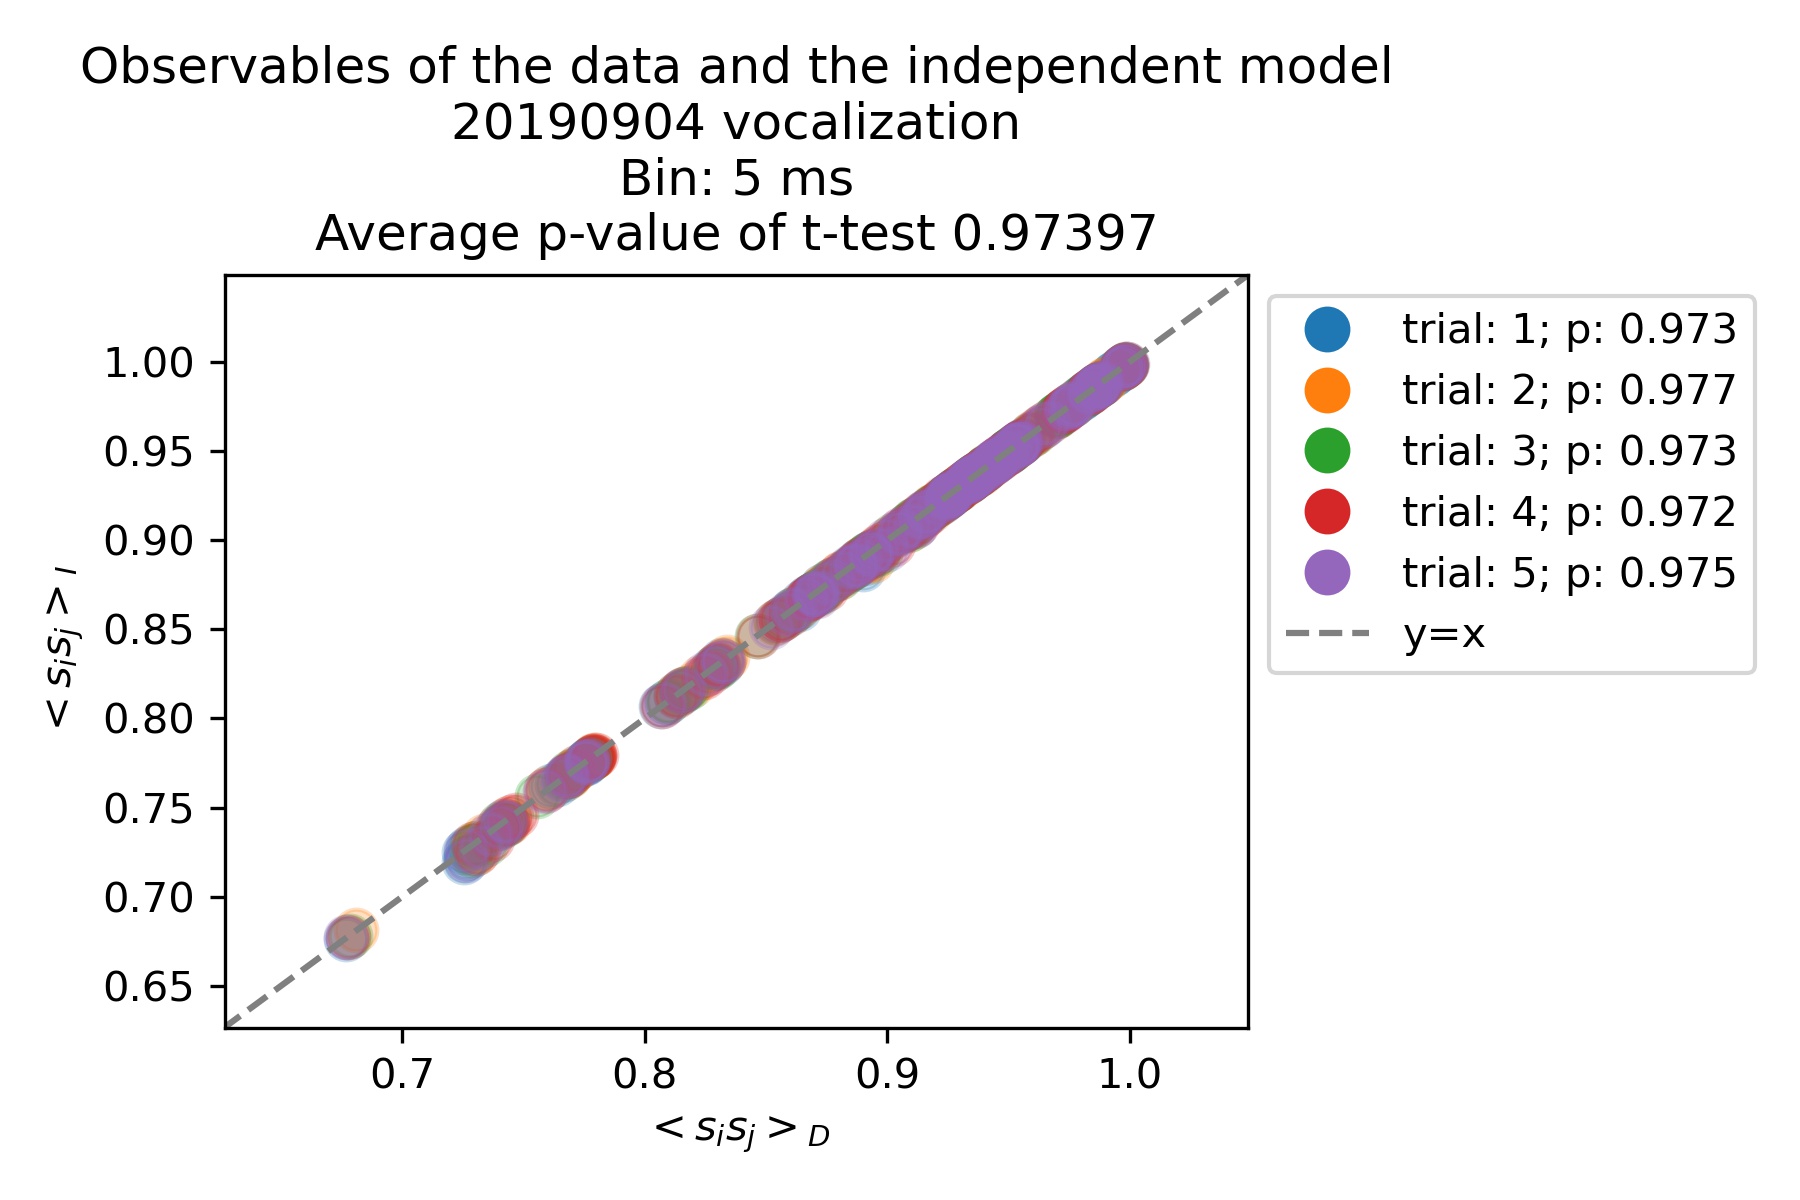 Observables of the data and the independent model
20190904 vocalization
Bin: 5 ms
Average p-value of t-test 0.97397
1.00
0.95
0.90
0.85
0.80
0.75
0.70
0.65
< s_i s_j >_I
0.7 0.8 0.9 1.0
< s_i s_j >_D
trial: 1; p: 0.973
trial: 2; p: 0.977
trial: 3; p: 0.973
trial: 4; p: 0.972
trial: 5; p: 0.975
y=x